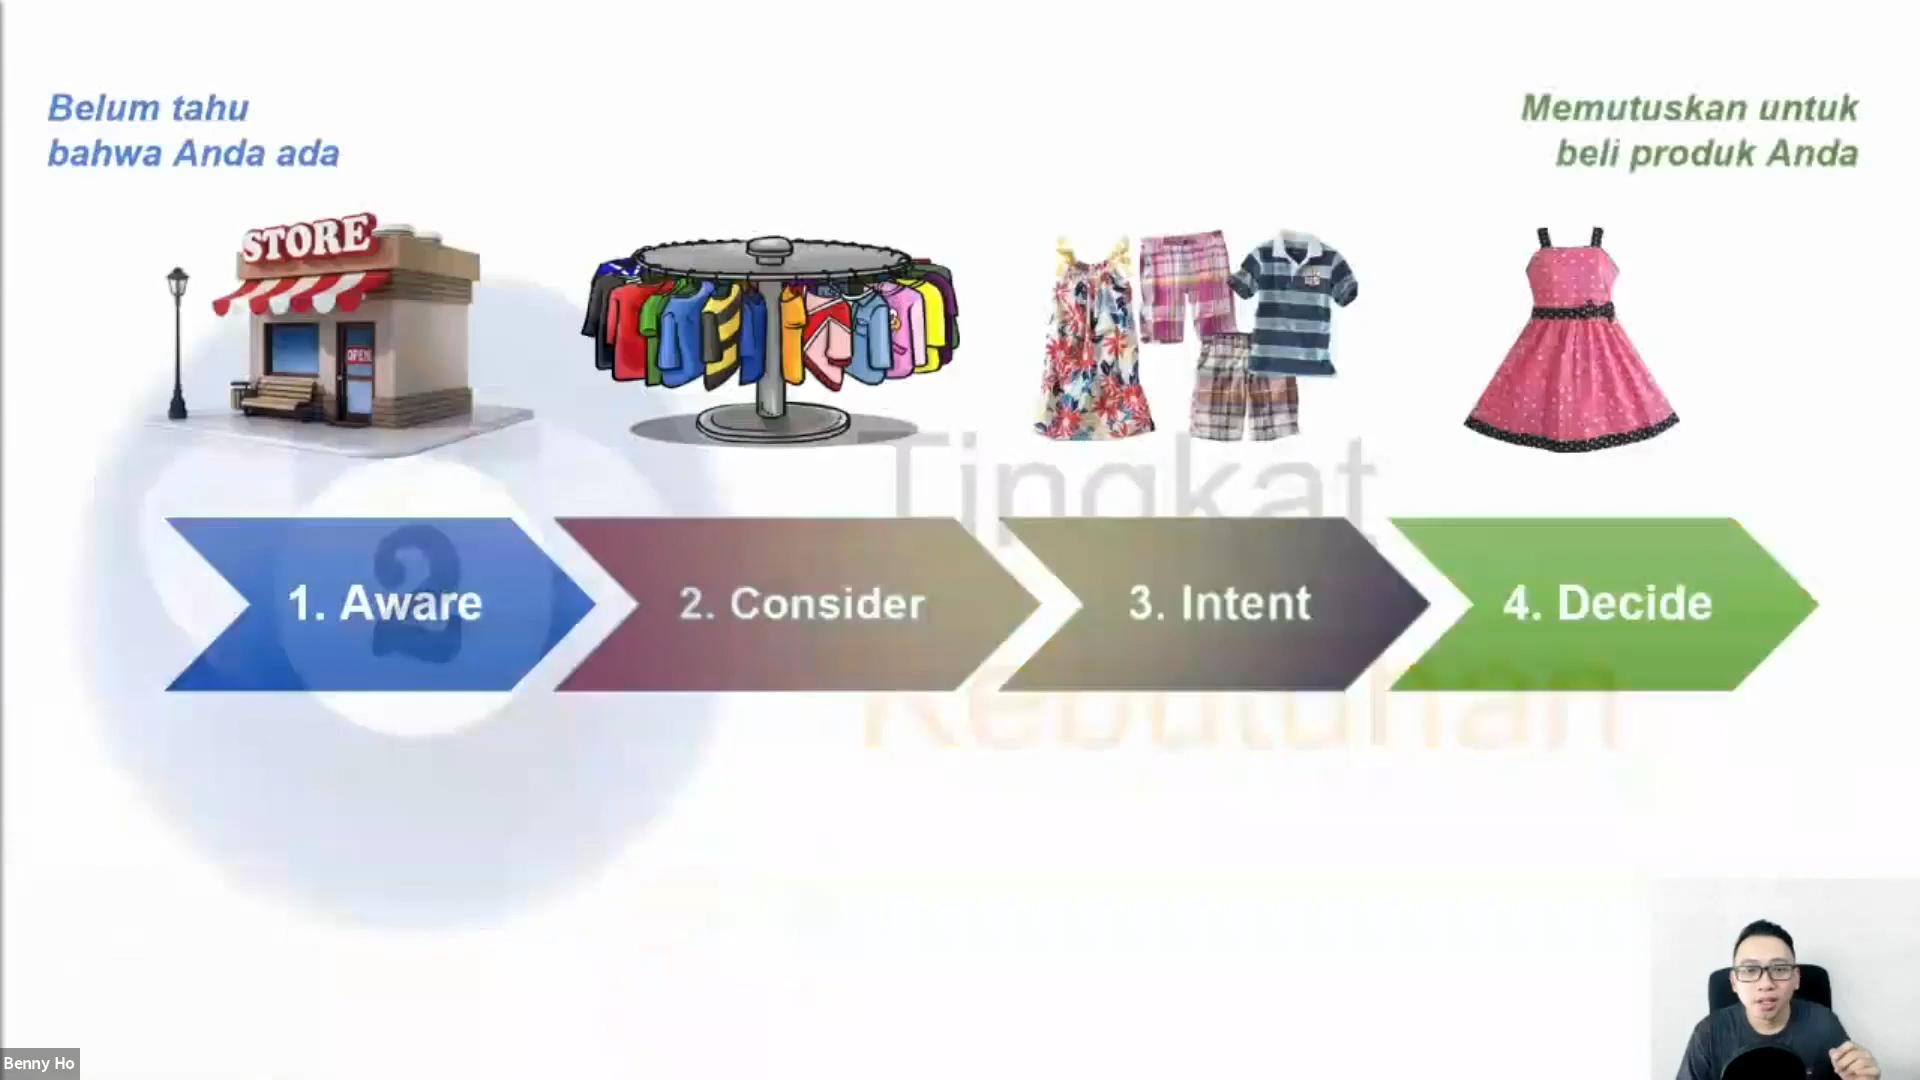 Belum tahu
bahwa Anda ada
Memutuskan untuk
beli produk Anda
STORE
OPEN
Tingkat
1. Aware
2. Consider
3. Intent
4. Decide
2
Kebutuhan
Benny Ho